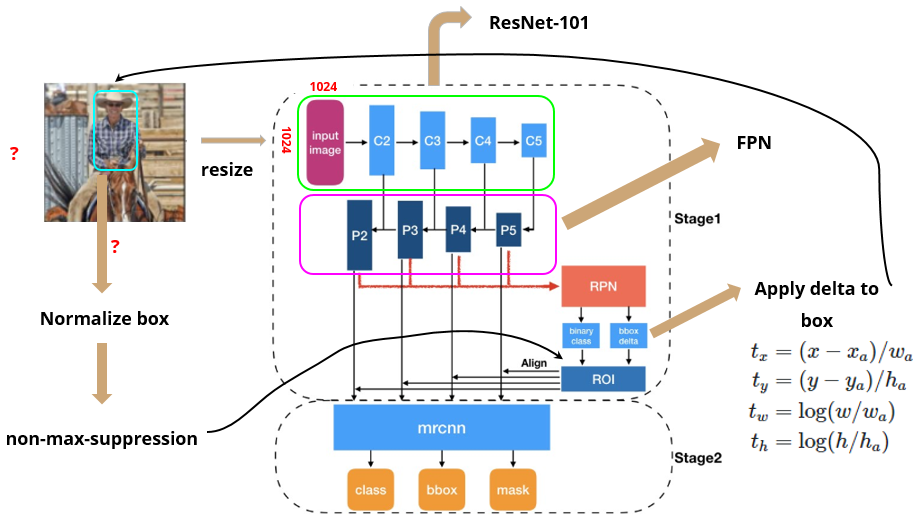 ResNet-101
1024
1024
input
image
C2
C3
C4
C5
?
resize
FPN
P2
P3
P4
P5
Stage1
?
RPN
Normalize box
binary
class
bbox
delta
Apply delta to
box
Align
ROI
t_x = (x − x_a)/w_a
t_y = (y − y_a)/h_a
t_w = log(w/w_a)
t_h = log(h/h_a)
non-max-suppression
mrcnn
Stage2
class
bbox
mask